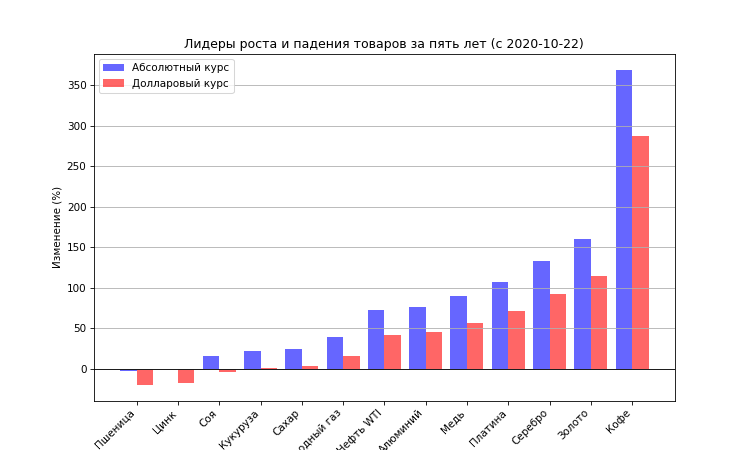 Лидеры роста и падения товаров за пять лет (с 2020-10-22)
Абсолютный курс
Долларовый курс
Изменение (%)
350
300
250
200
150
100
50
0
Пшеница
Цинк
Соя
Кукуруза
Сахар
газ
Нефть WTI
Алюминий
Медь
Платина
Серебро
Золото
Кофе